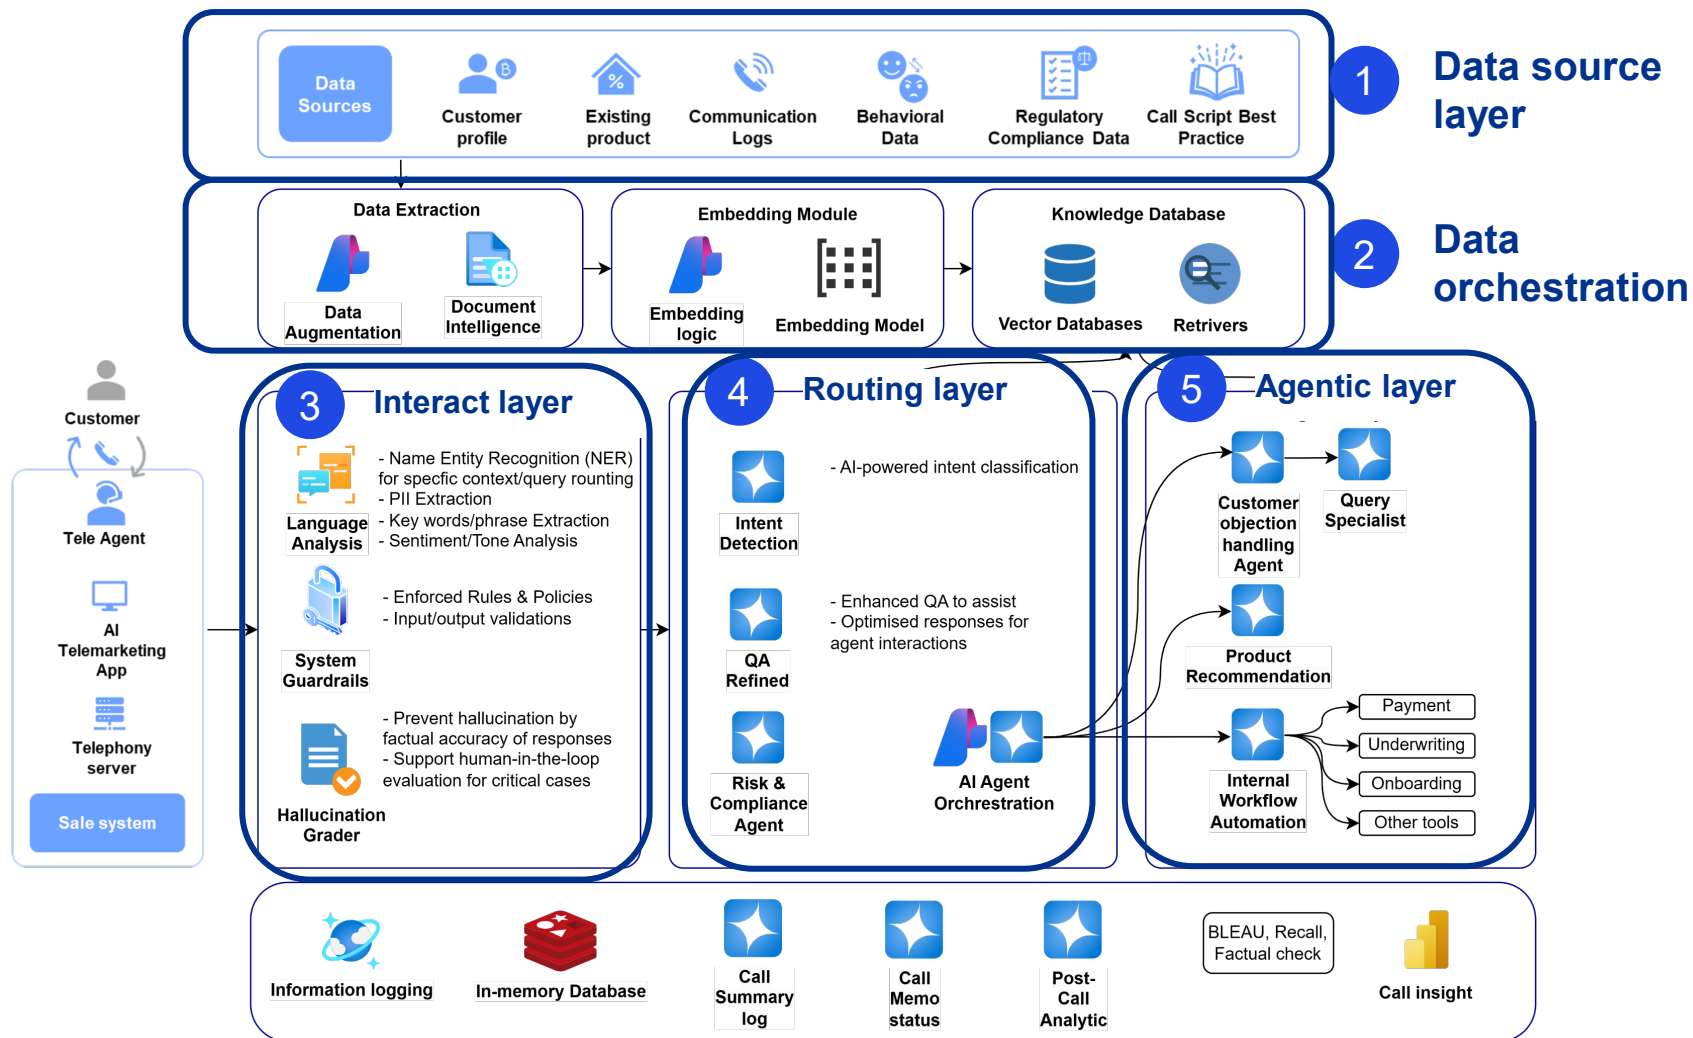 Data
Sources
Customer
profile
Existing
product
Communication
Logs
Behavioral
Data
Regulatory
Compliance Data
Call Script Best
Practice
1
Data source
layer
Data Extraction
Data
Augmentation
Document
Intelligence
Embedding Module
Embedding
logic
Embedding Model
Knowledge Database
Vector Databases
Retrivers
2
Data
orchestration
Customer
Tele Agent
AI
Telemarketing
App
Telephony
server
Sale system
3
Interact layer
Language
Analysis
- Name Entity Recognition (NER)
for specfic context/query rounting
- PII Extraction
- Key words/phrase Extraction
- Sentiment/Tone Analysis
System
Guardrails
- Enforced Rules & Policies
- Input/output validations
Hallucination
Grader
- Prevent hallucination by
factual accuracy of responses
- Support human-in-the-loop
evaluation for critical cases
4
Routing layer
Intent
Detection
- AI-powered intent classification
QA
Refined
- Enhanced QA to assist
- Optimised responses for
agent interactions
Risk &
Compliance
Agent
AI Agent
Orchrestration
5
Agentic layer
Customer
objection
handling
Agent
Query
Specialist
Product
Recommendation
Internal
Workflow
Automation
Payment
Underwriting
Onboarding
Other tools
Information logging
In-memory Database
Call
Summary
log
Call
Memo
status
Post-
Call
Analytic
BLEAU, Recall,
Factual check
Call insight